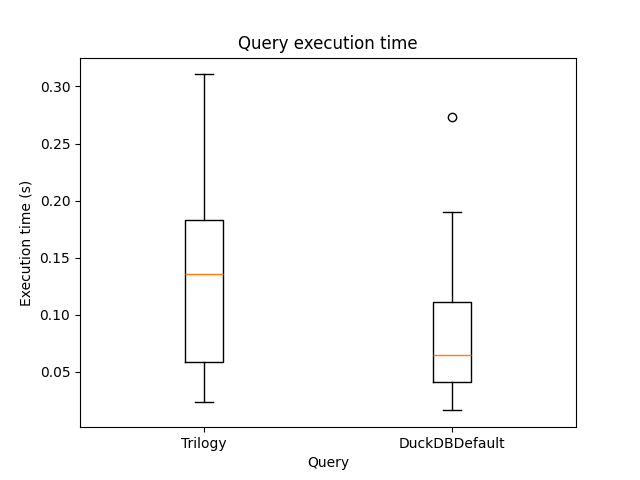 Query execution time
Execution time (s)
0.30
0.25
0.20
0.15
0.10
0.05
Trilogy
DuckDBDefault
Query